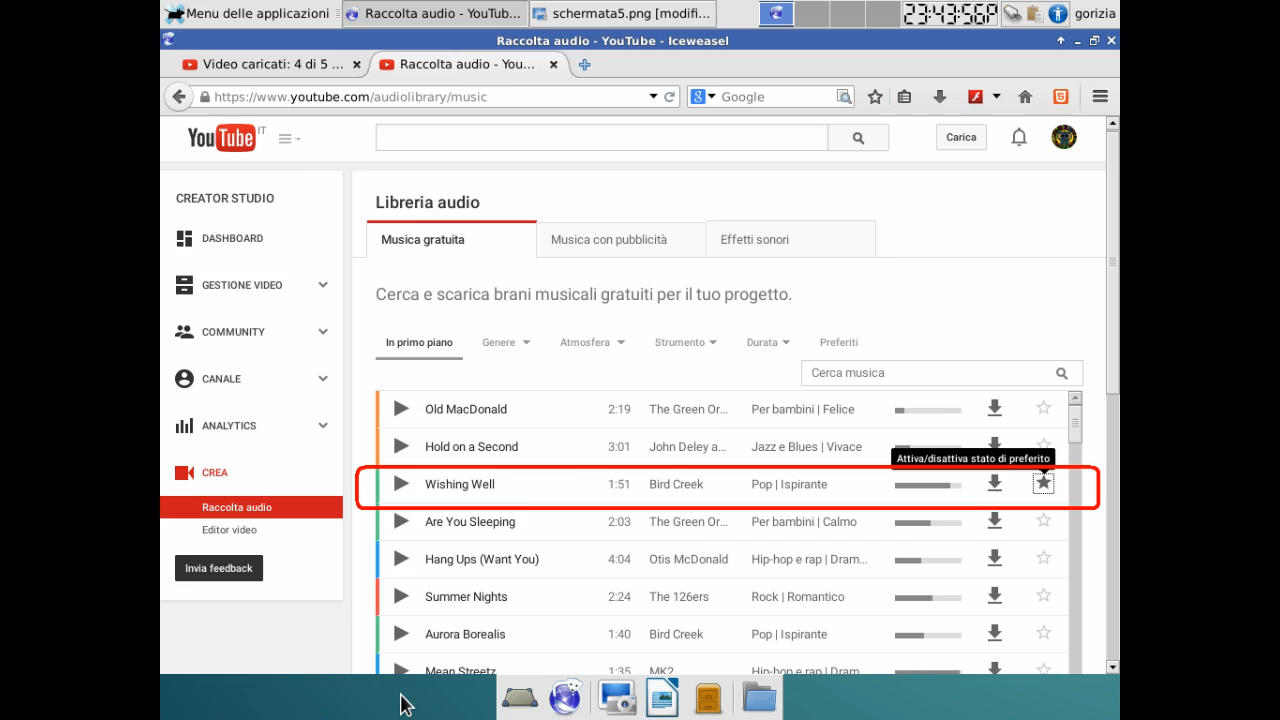 Menu delle applicazioni
Raccolta audio - YouTub...
schermata5.png [modifi...
23:43:56P
gorizia
Raccolta audio - YouTube - Iceweasel
Video caricati: 4 di 5 ...
Raccolta audio - You...
https://www.youtube.com/audiolibrary/music
Google
YouTube IT
Carica
CREATOR STUDIO
DASHBOARD
GESTIONE VIDEO
COMMUNITY
CANALE
ANALYTICS
CREA
Raccolta audio
Editor video
Invia feedback
Libreria audio
Musica gratuita Musica con pubblicità Effetti sonori
Cerca e scarica brani musicali gratuiti per il tuo progetto.
In primo piano Genere Atmosfera Strumento Durata Preferiti
Cerca musica
Old MacDonald 2:19 The Green Or... Per bambini | Felice
Hold on a Second 3:01 John Deley a... Jazz e Blues | Vivace
Attiva/disattiva stato di preferito
Wishing Well 1:51 Bird Creek Pop | Ispirante
Are You Sleeping 2:03 The Green Or... Per bambini | Calmo
Hang Ups (Want You) 4:04 Otis McDonald Hip-hop e rap | Dram...
Summer Nights 2:24 The 126ers Rock | Romantico
Aurora Borealis 1:40 Bird Creek Pop | Ispirante
Mean Streetz 1:35 MK2 Hip-hop e rap | Dram...